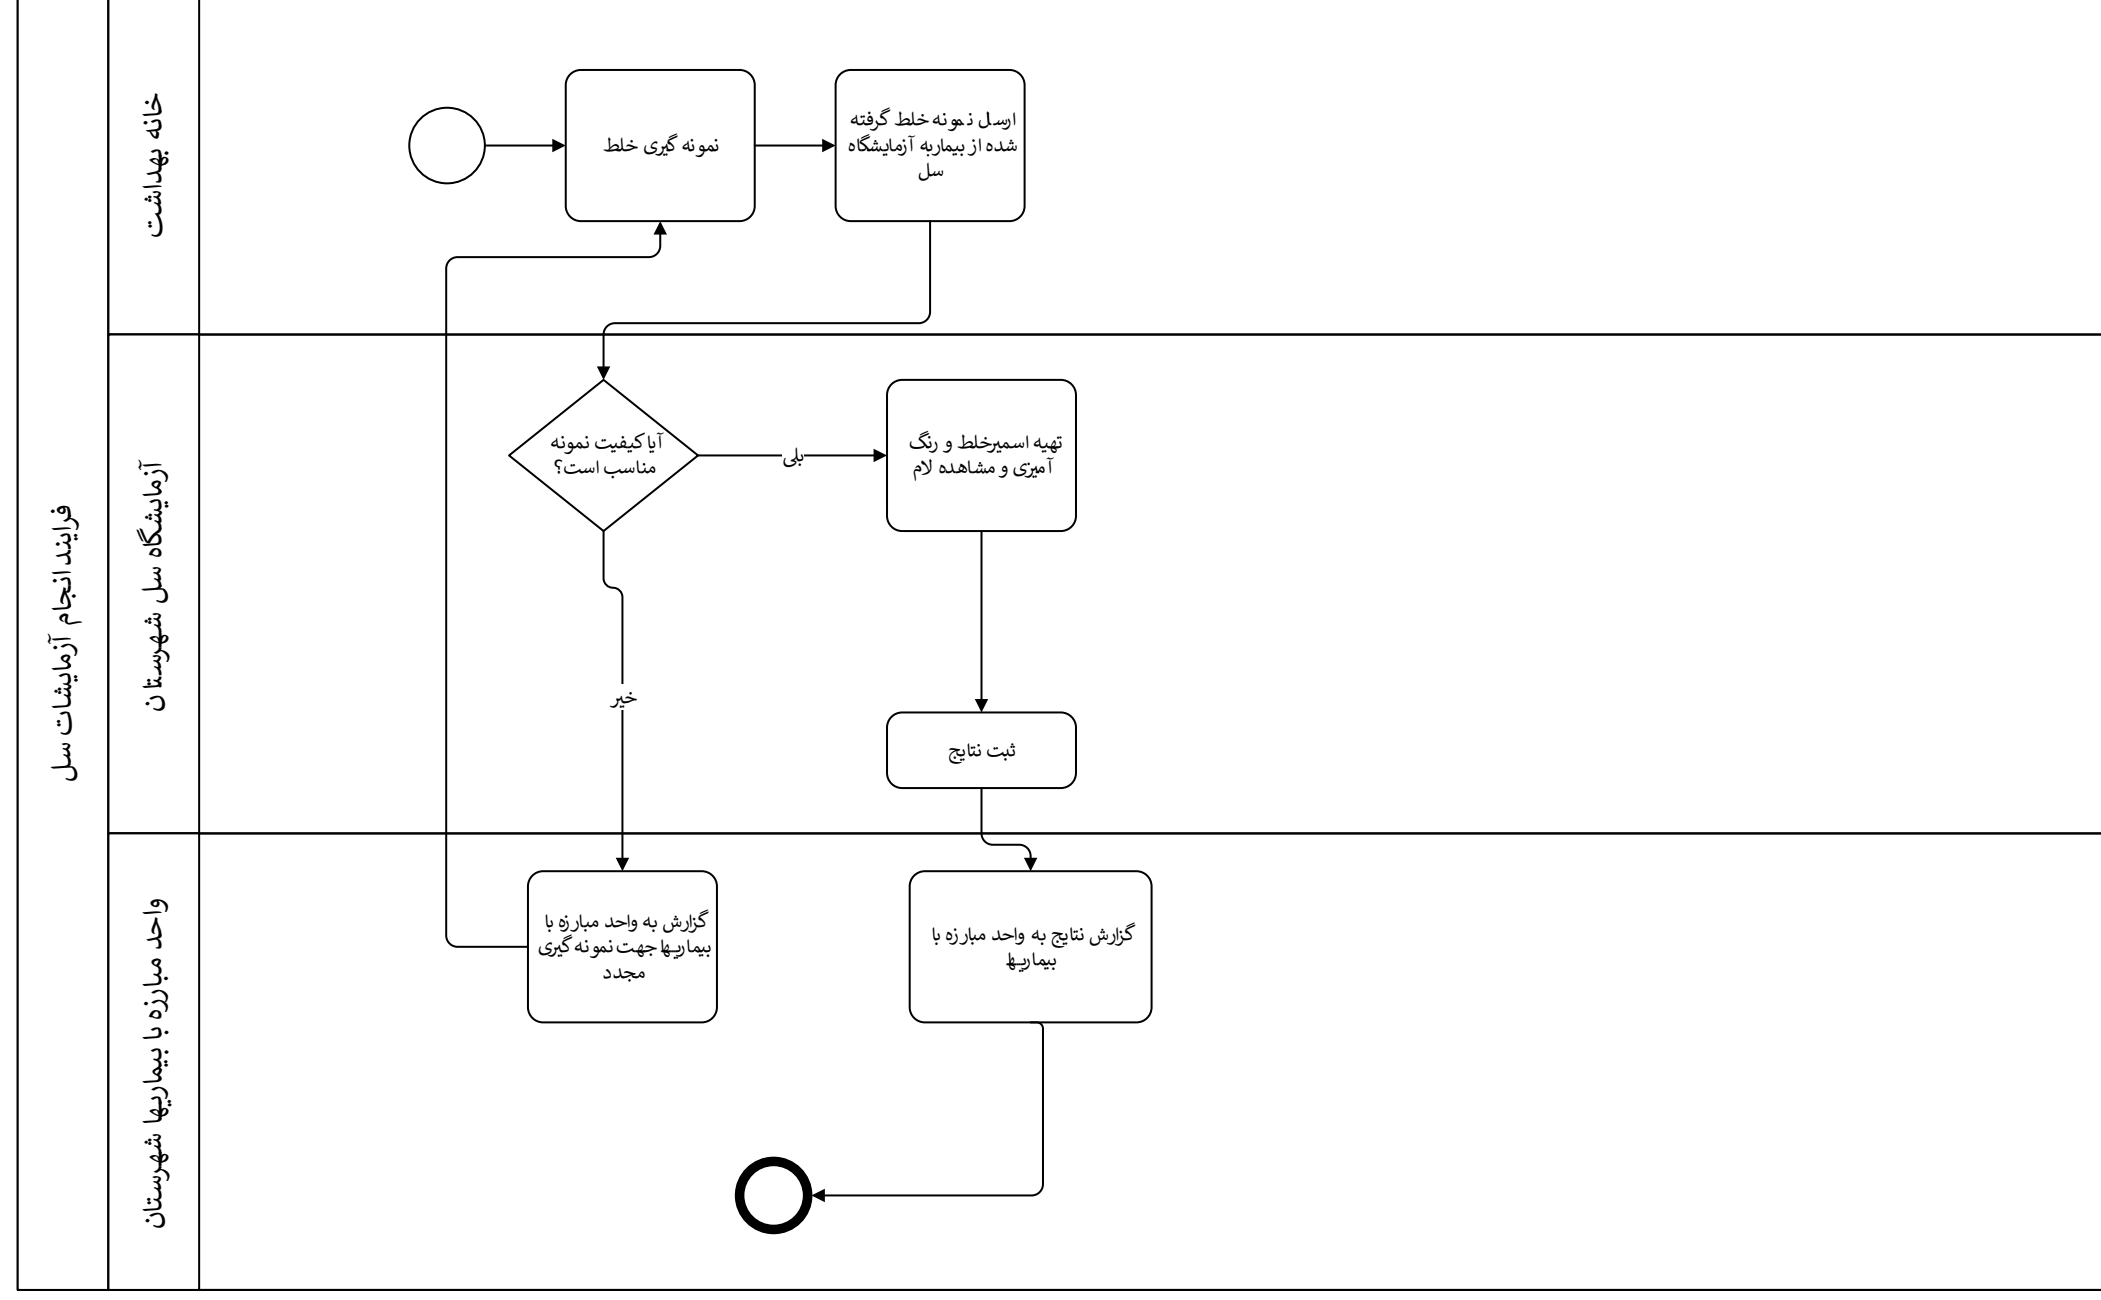 فرایند انجام آزمایشات سل
خانه بهداشت
نمونه گیری خلط
ارسل نمونه خلط گرفته
شده از بیماربه آزمایشگاه
سل
آزمایشگاه سل شهرستان
آیا کیفیت نمونه
مناسب است؟
بلی
تهیه اسمیرخلط و رنگ
آمیزی و مشاهده لام
خیر
ثبت نتایج
واحد مبارزه با بیماریها شهرستان
گزارش به واحد مبارزه با
بیماریها جهت نمونه گیری
مجدد
گزارش نتایج به واحد مبارزه با
بیماریها